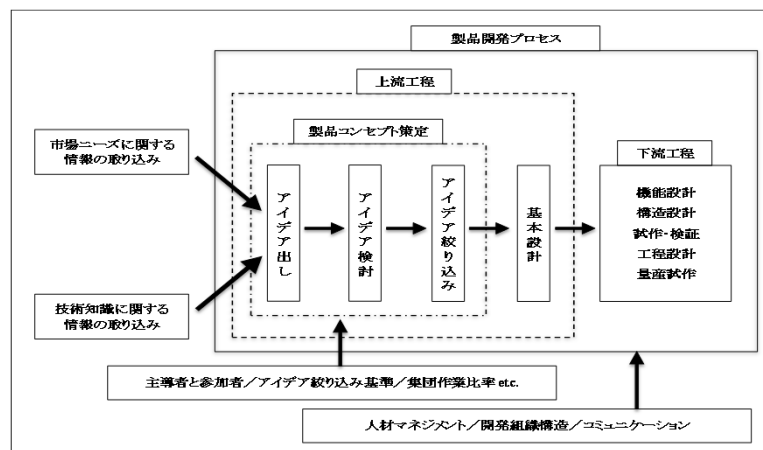 製品開発プロセス
上流工程
製品コンセプト策定
市場ニーズに関する
情報の取り込み
技術知識に関する
情報の取り込み
アイデア出し
アイデア検討
アイデア絞り込み
基本設計
下流工程
機能設計
構造設計
試作・検証
工程設計
量産試作
主導者と参加者／アイデア絞り込み基準／集団作業比率 etc.
人材マネジメント／開発組織構造／コミュニケーション